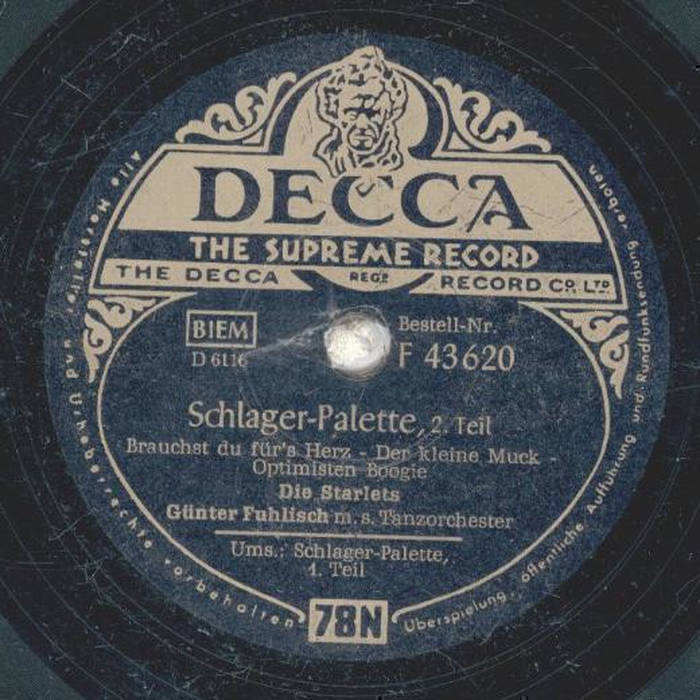 DECCA
THE SUPREME RECORD
THE DECCA REGD RECORD CO. LTD
BIEM
D 6116
Bestell-Nr.
F 43620
Schlager-Palette, 2. Teil
Brauchst du für's Herz - Der kleine Muck -
Optimisten Boogie
Die Starlets
Günter Fuhlisch m. s. Tanzorchester
Ums.: Schlager-Palette,
1. Teil
78N
Alle Hersteller- und Urheberrechte vorbehalten
Überspielung, öffentliche Aufführung und Rundfunksendung verboten